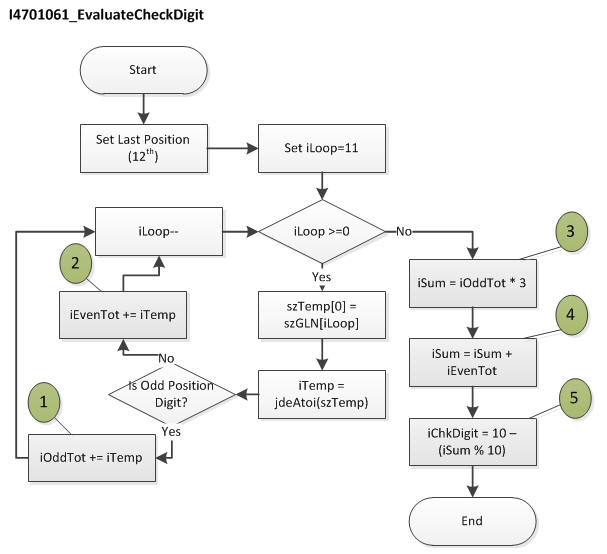 I4701061_EvaluateCheckDigit
Start
Set Last Position
(12th)
Set iLoop=11
iLoop--
iLoop >=0
No
Yes
2
3
iSum = iOddTot * 3
iEvenTot += iTemp
szTemp[0] =
szGLN[iLoop]
4
iSum = iSum +
iEvenTot
No
Is Odd Position
Digit?
iTemp =
jdeAtoi(szTemp)
1
Yes
5
iOddTot += iTemp
iChkDigit = 10 –
(iSum % 10)
End